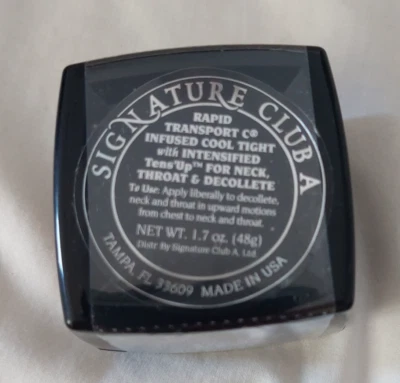 SIGNATURE CLUB A
RAPID
TRANSPORT C®
INFUSED COOL TIGHT
with INTENSIFIED
Tens'Up™ FOR NECK,
THROAT & DECOLLETE
To Use: Apply liberally to decollete,
neck and throat in upward motions
from chest to neck and throat.
NET WT. 1.7 oz. (48g)
Distr. By Signature Club A, Ltd.
TAMPA, FL 33609 MADE IN USA